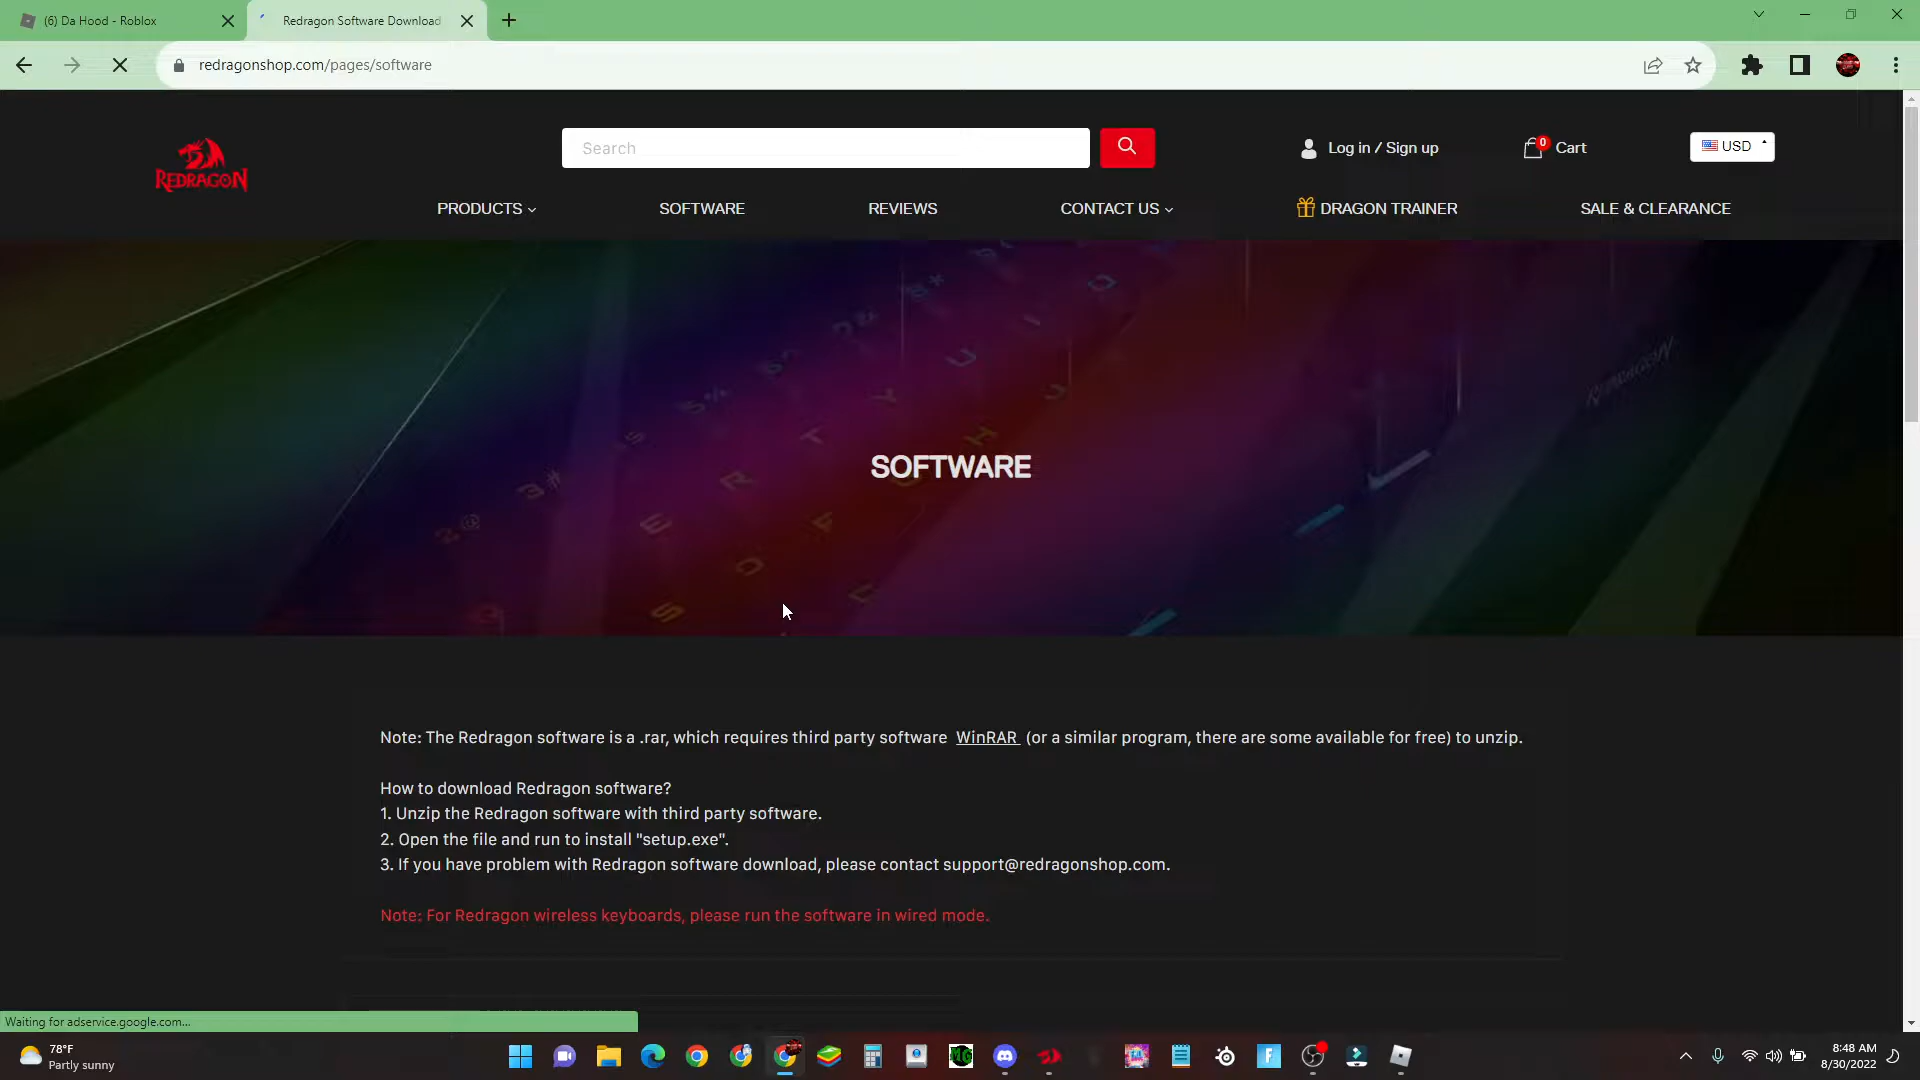 (6) Da Hood - Roblox
Redragon Software Download
redragonshop.com/pages/software
REDRAGON
Search
Log in / Sign up
0
Cart
USD
PRODUCTS
SOFTWARE
REVIEWS
CONTACT US
DRAGON TRAINER
SALE & CLEARANCE
SOFTWARE
Note: The Redragon software is a .rar, which requires third party software WinRAR (or a similar program, there are some available for free) to unzip.
How to download Redragon software?
1. Unzip the Redragon software with third party software.
2. Open the file and run to install "setup.exe".
3. If you have problem with Redragon software download, please contact support@redragonshop.com.
Note: For Redragon wireless keyboards, please run the software in wired mode.
Waiting for adservice.google.com...
78°F
Partly sunny
8:48 AM
8/30/2022